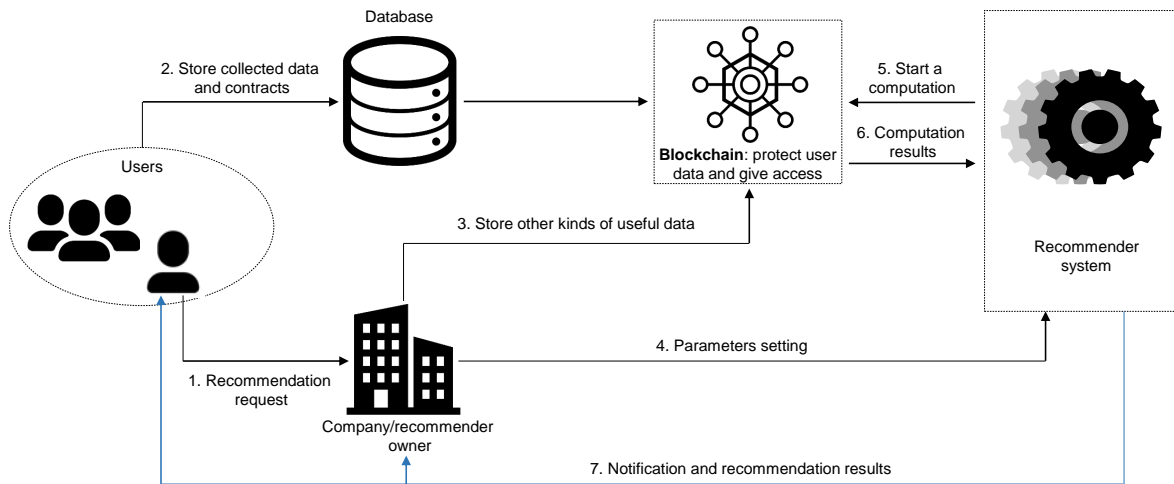 Database
2. Store collected data
and contracts
5. Start a
computation
6. Computation
results
Users
Blockchain: protect user
data and give access
3. Store other kinds of useful data
Recommender
system
4. Parameters setting
1. Recommendation
request
Company/recommender
owner
7. Notification and recommendation results